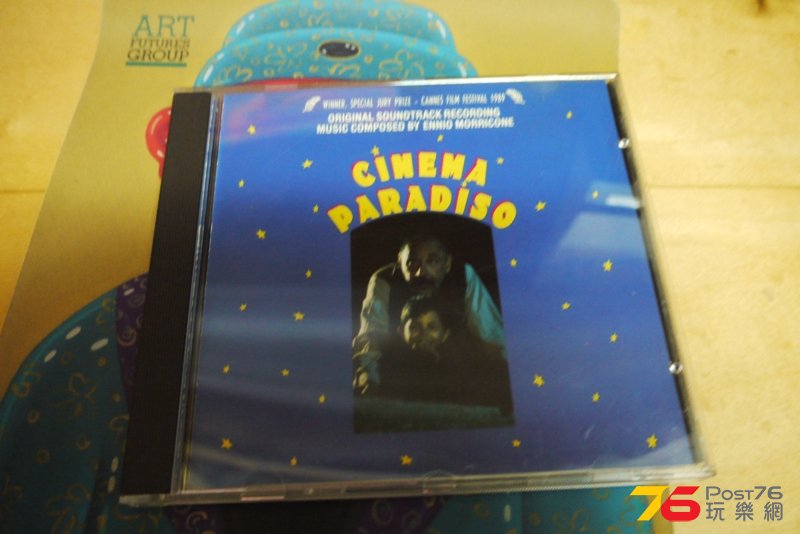 ART
FUTURES
GROUP
WINNER, SPECIAL JURY PRIZE - CANNES FILM FESTIVAL 1989
ORIGINAL SOUNDTRACK RECORDING
MUSIC COMPOSED BY ENNIO MORRICONE
CINEMA
PARADISO
76 POST76
玩樂網